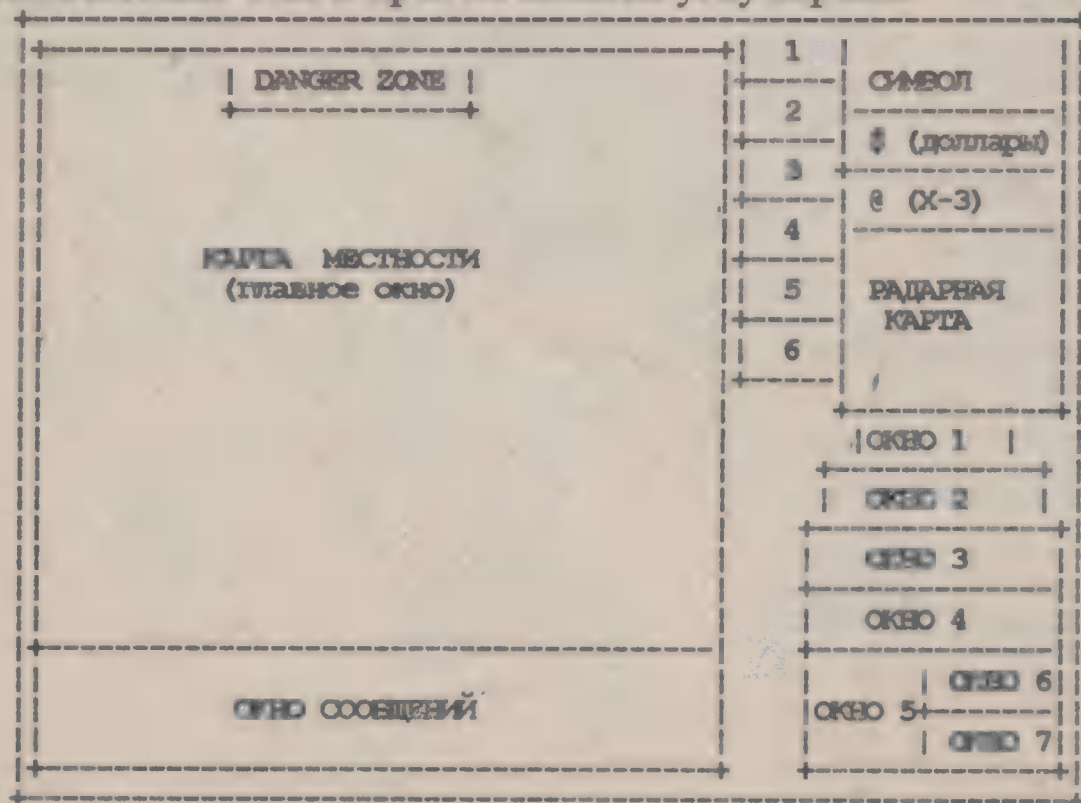 1
DANGER ZONE
СИМВОЛ
2
$ (доллары)
3
@ (X-3)
4
КАРТА МЕСТНОСТИ
(главное окно)
5
РАДАРНАЯ
КАРТА
6
ОКНО 1
ОКНО 2
ОКНО 3
ОКНО 4
ОКНО 6
ОКНО СООБЩЕНИЙ
ОКНО 5
ОКНО 7